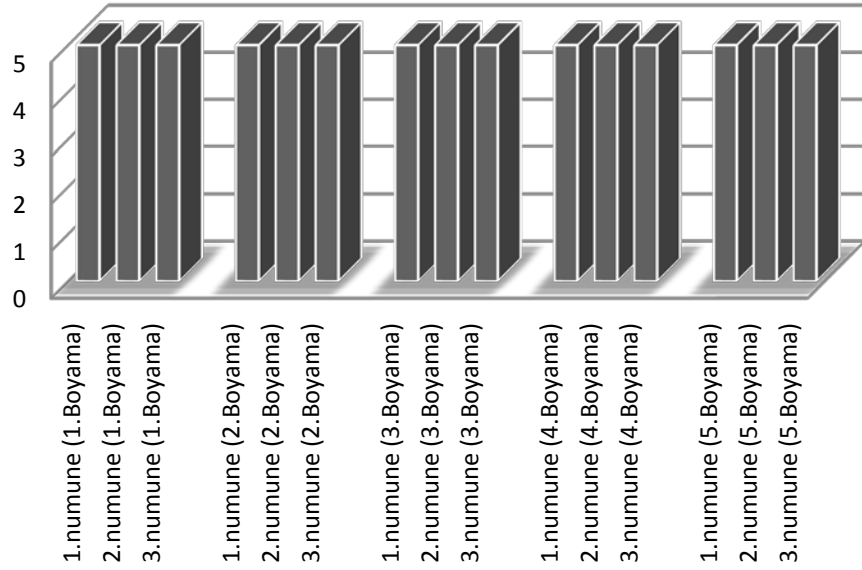 5
4
3
2
1
0
1.numune (1.Boyama)
2.numune (1.Boyama)
3.numune (1.Boyama)
1.numune (2.Boyama)
2.numune (2.Boyama)
3.numune (2.Boyama)
1.numune (3.Boyama)
2.numune (3.Boyama)
3.numune (3.Boyama)
1.numune (4.Boyama)
2.numune (4.Boyama)
3.numune (4.Boyama)
1.numune (5.Boyama)
2.numune (5.Boyama)
3.numune (5.Boyama)